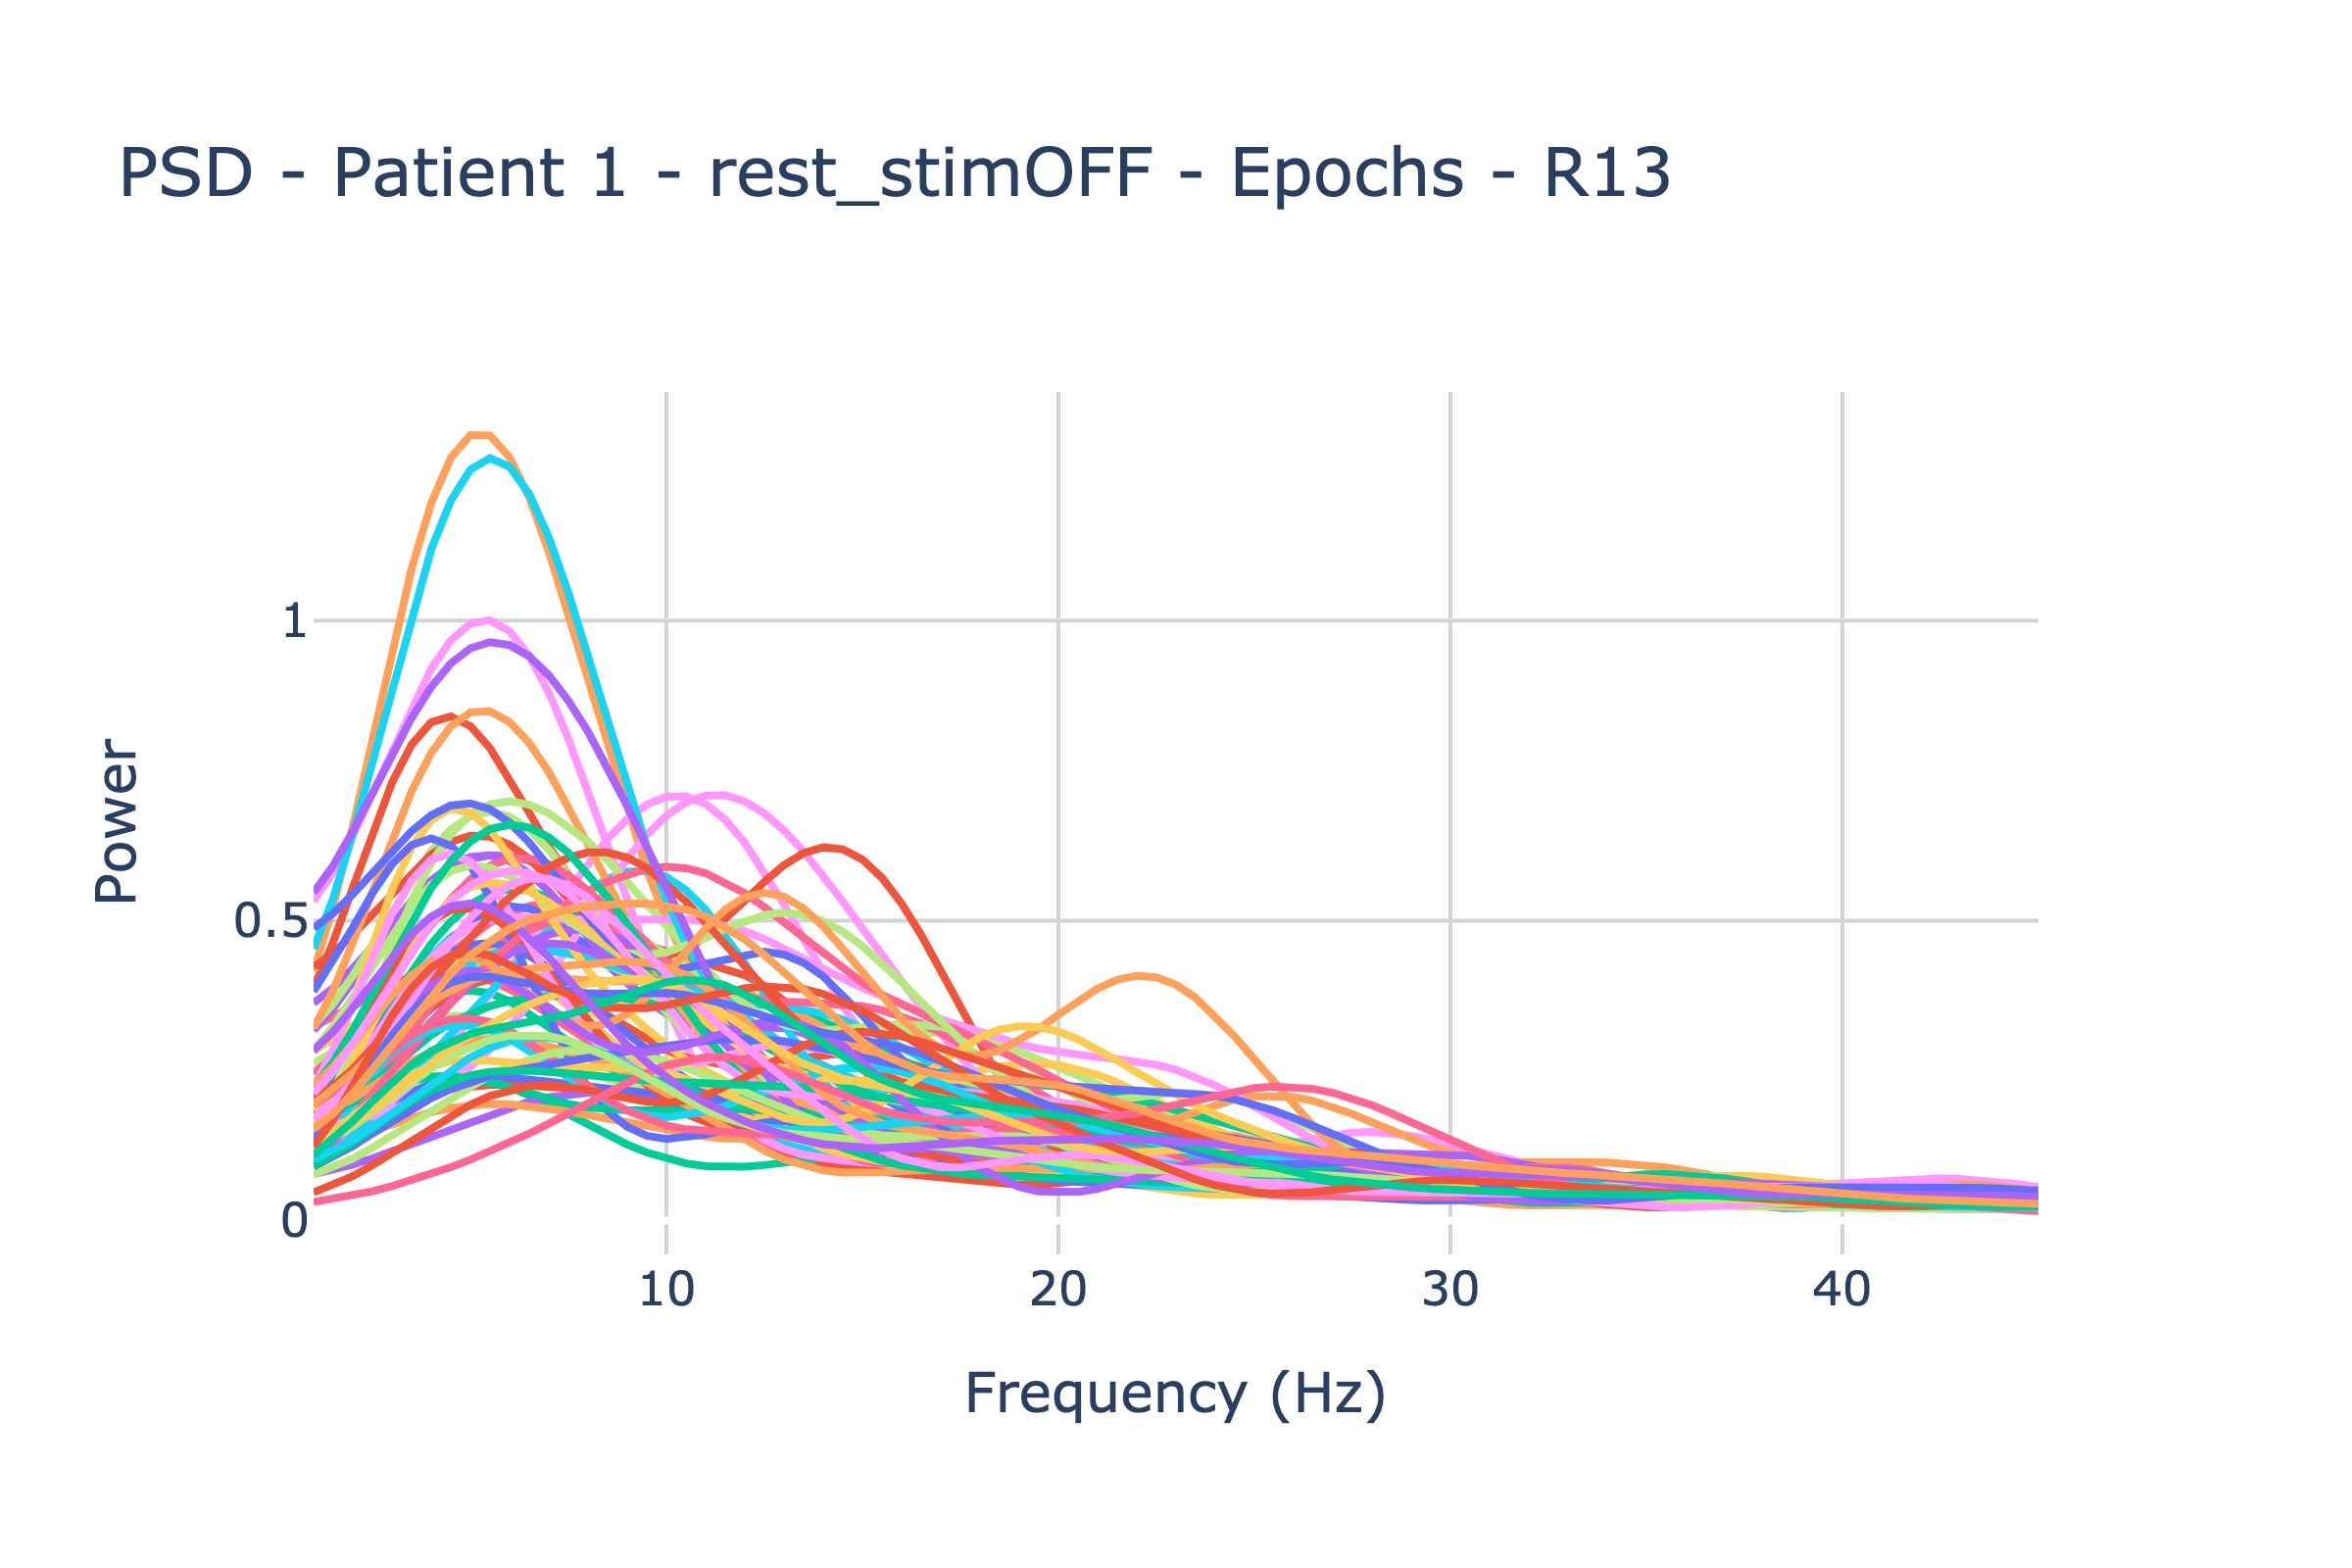 PSD - Patient 1 - rest_stimOFF - Epochs - R13
1
0.5
0
Power
10 20 30 40
Frequency (Hz)